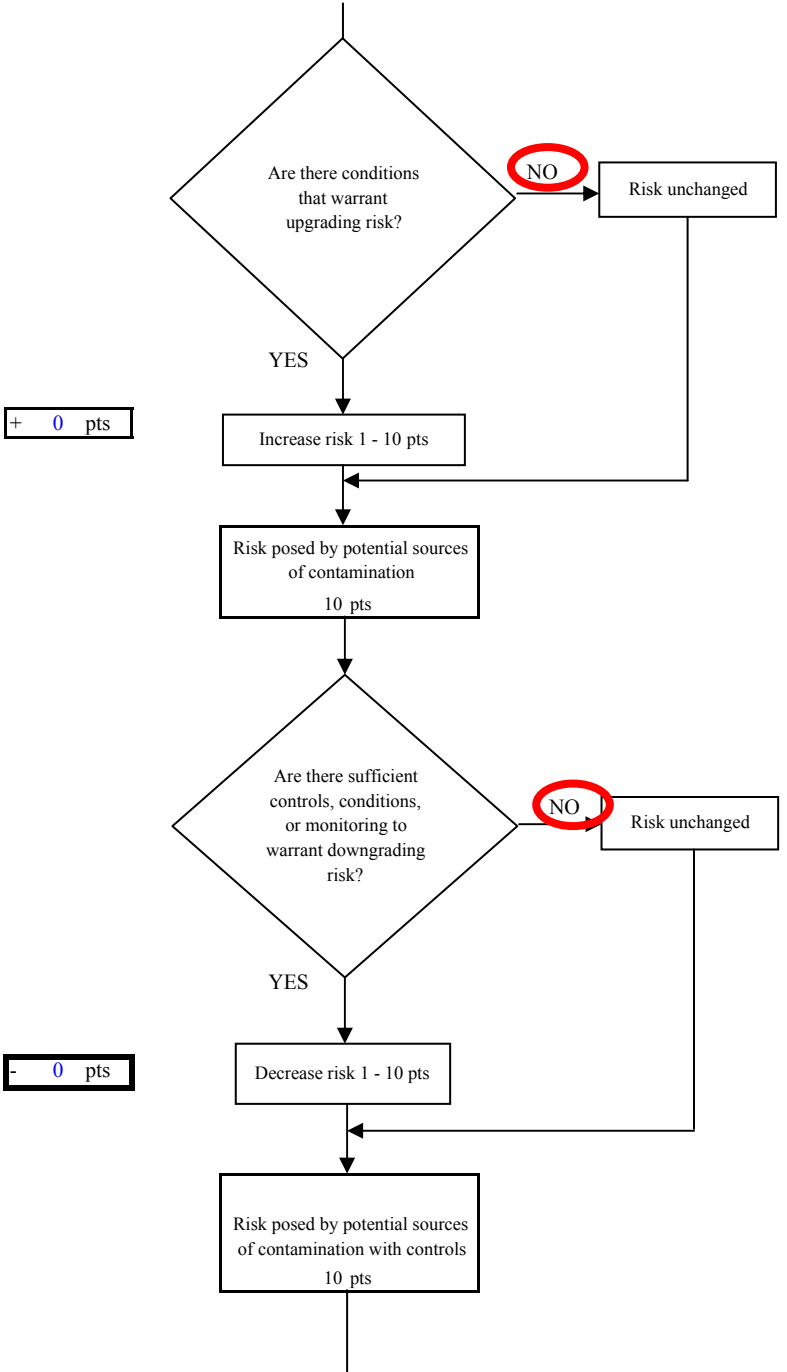 Are there conditions
that warrant
upgrading risk?
NO
Risk unchanged
YES
+ 0 pts
Increase risk 1 - 10 pts
Risk posed by potential sources
of contamination
10 pts
Are there sufficient
controls, conditions,
or monitoring to
warrant downgrading
risk?
NO
Risk unchanged
YES
- 0 pts
Decrease risk 1 - 10 pts
Risk posed by potential sources
of contamination with controls
10 pts